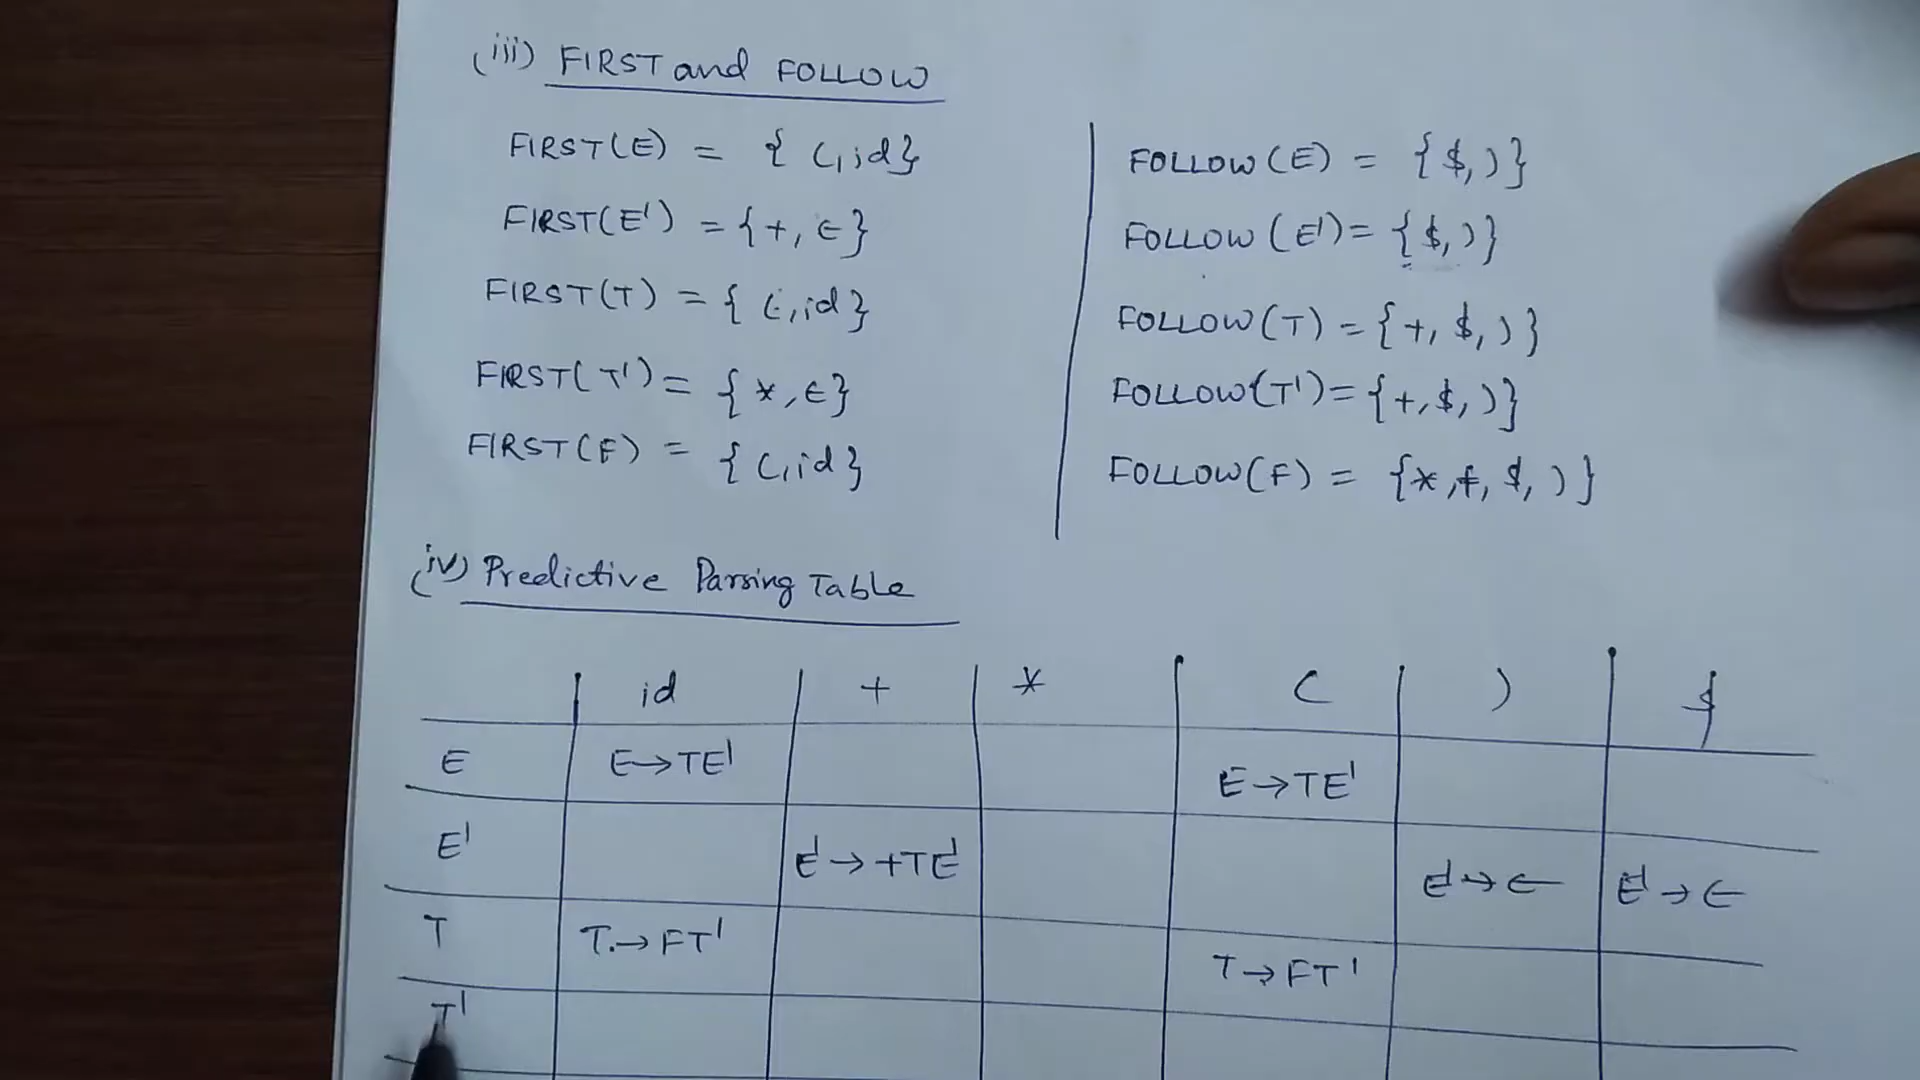 (iii) FIRST and FOLLOW
FIRST(E) = { (, id}
FIRST(E') = {+, ∈}
FIRST(T) = { (, id}
FIRST(T') = { *, ∈}
FIRST(F) = { (, id}
FOLLOW (E) = {$, )}
FOLLOW (E') = {$, )}
FOLLOW(T) = {+, $, )}
FOLLOW(T') = {+, $, )}
FOLLOW(F) = {*, +, $, )}
(iv) Predictive Parsing Table
id + * ( ) $
E E→TE' E→TE'
E' E'→+TE' E'→∈ E'→∈
T T→FT' T→FT'
T'